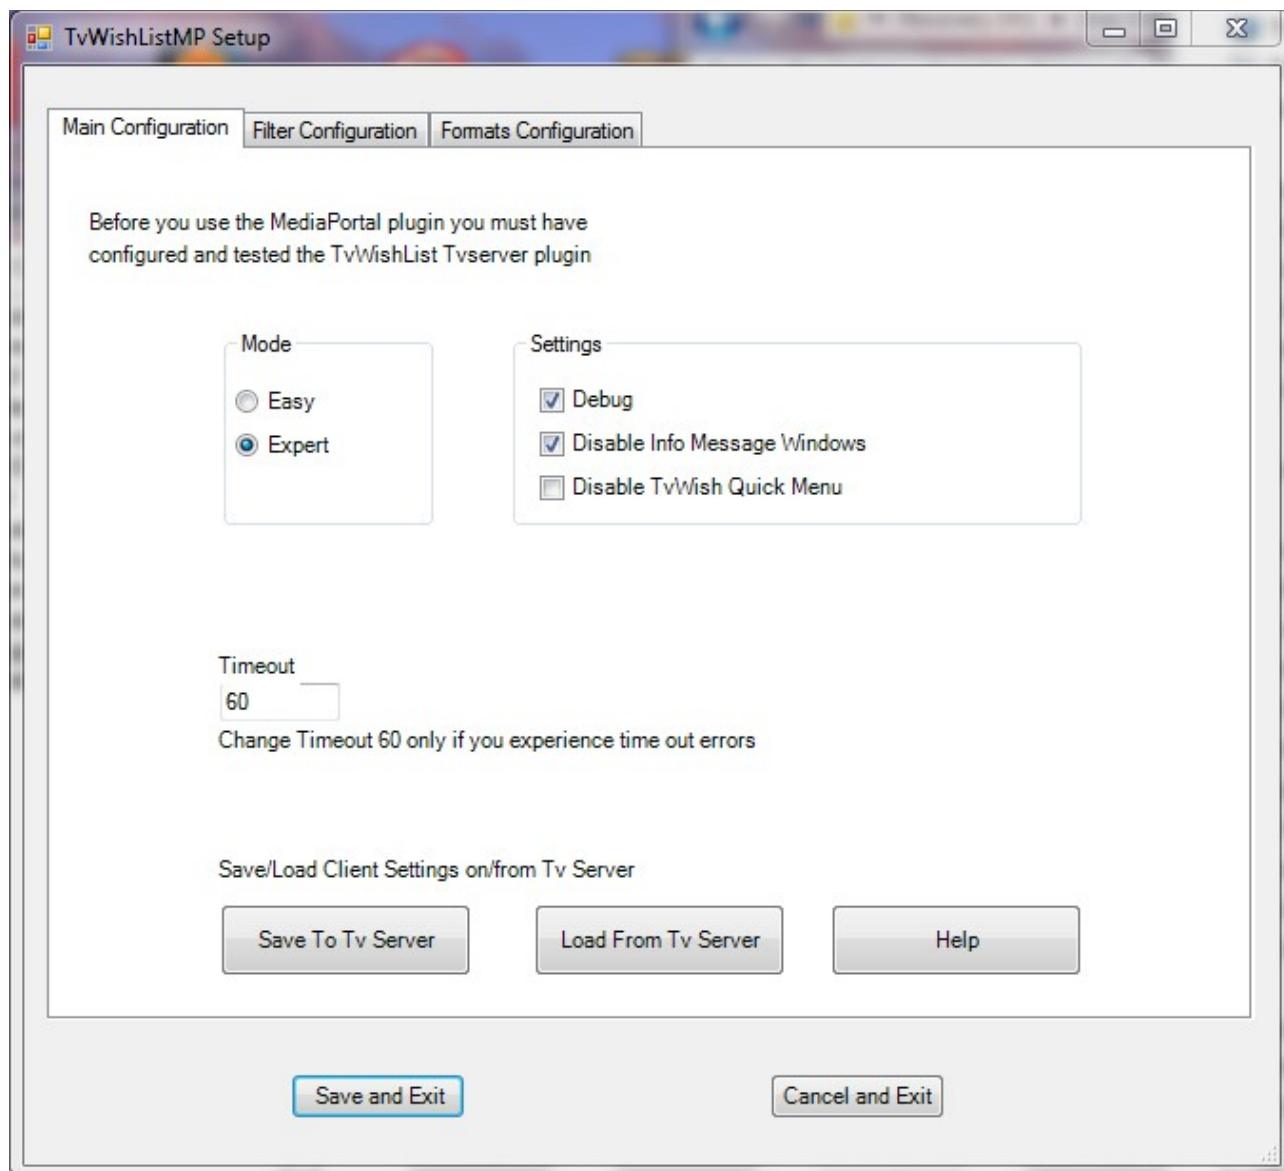 TvWishListMP Setup
Main Configuration
Filter Configuration
Formats Configuration
Before you use the MediaPortal plugin you must have
configured and tested the TvWishList Tvserver plugin
Mode
Easy
Expert
Settings
Debug
Disable Info Message Windows
Disable TvWish Quick Menu
Timeout
60
Change Timeout 60 only if you experience time out errors
Save/Load Client Settings on/from Tv Server
Save To Tv Server
Load From Tv Server
Help
Save and Exit
Cancel and Exit